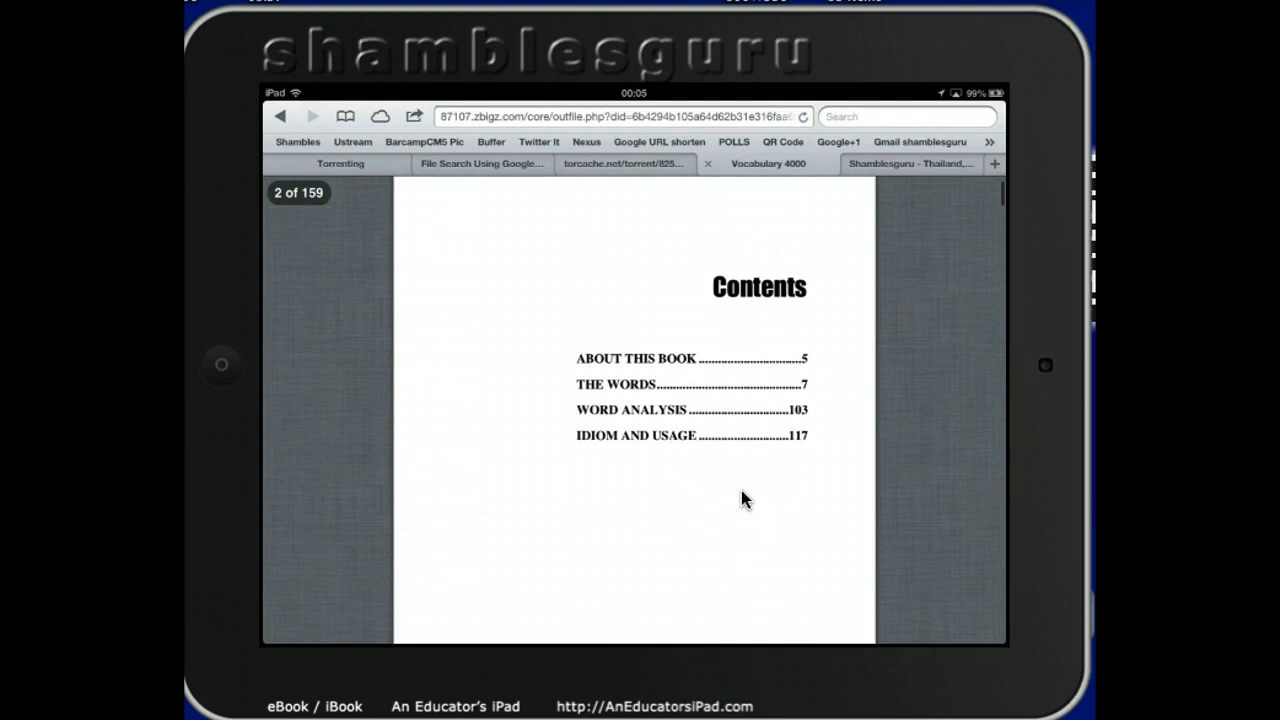 shamblesguru
iPad 00:05 99%
87107.zbigz.com/core/outfile.php?did=6b4294b105a64d62b31e316faa Search
Shambles Ustream BarcampCM5 Pic Buffer Twitter It Nexus Google URL shorten POLLS QR Code Google+1 Gmail shamblesguru »
Torrenting File Search Using Google... torcache.net/torrent/825... × Vocabulary 4000 Shamblesguru - Thailand,... +
2 of 159
Contents
ABOUT THIS BOOK ................................5
THE WORDS.............................................7
WORD ANALYSIS ...............................103
IDIOM AND USAGE ............................117
eBook / iBook An Educator's iPad http://AnEducatorsiPad.com